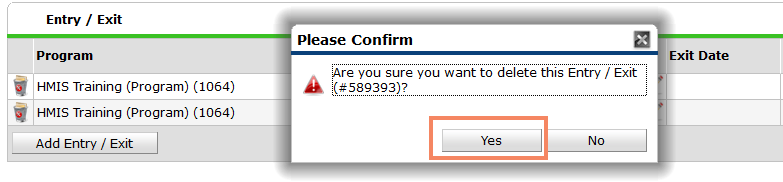 Entry / Exit
Please Confirm
Program
Exit Date
Are you sure you want to delete this Entry / Exit
(#589393)?
HMIS Training (Program) (1064)
HMIS Training (Program) (1064)
Add Entry / Exit
Yes
No